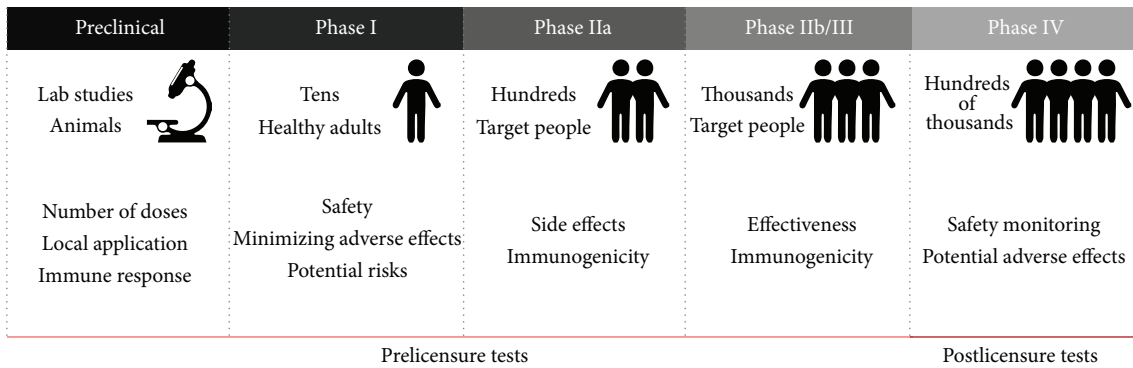 Preclinical
Phase I
Phase IIa
Phase IIb/III
Phase IV
Lab studies
Animals
Tens
Healthy adults
Hundreds
Target people
Thousands
Target people
Hundreds
of
thousands
Number of doses
Local application
Immune response
Safety
Minimizing adverse effects
Potential risks
Side effects
Immunogenicity
Effectiveness
Immunogenicity
Safety monitoring
Potential adverse effects
Prelicensure tests
Postlicensure tests